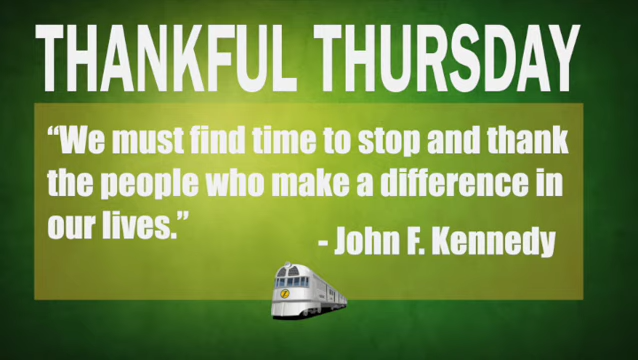 THANKFUL THURSDAY
“We must find time to stop and thank
the people who make a difference in
our lives.”
- John F. Kennedy